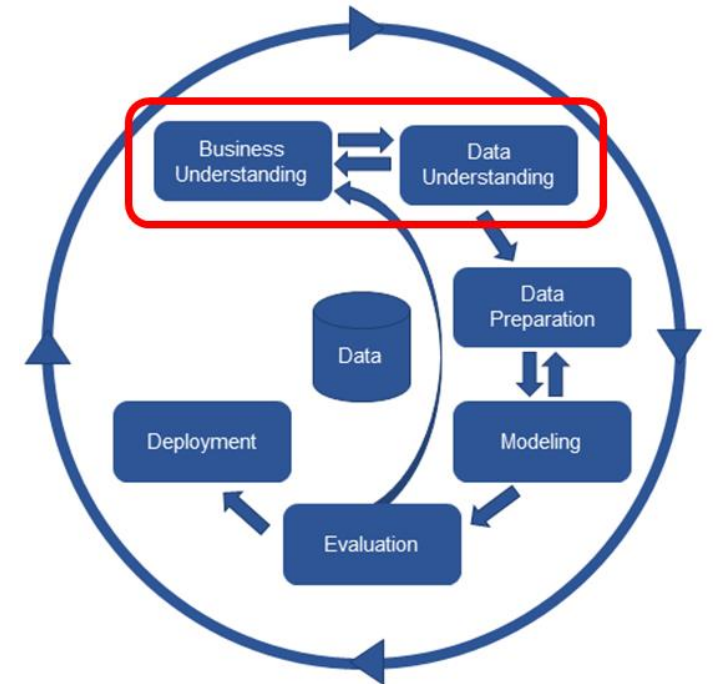 Business
Understanding
Data
Understanding
Data
Preparation
Data
Deployment
Modeling
Evaluation